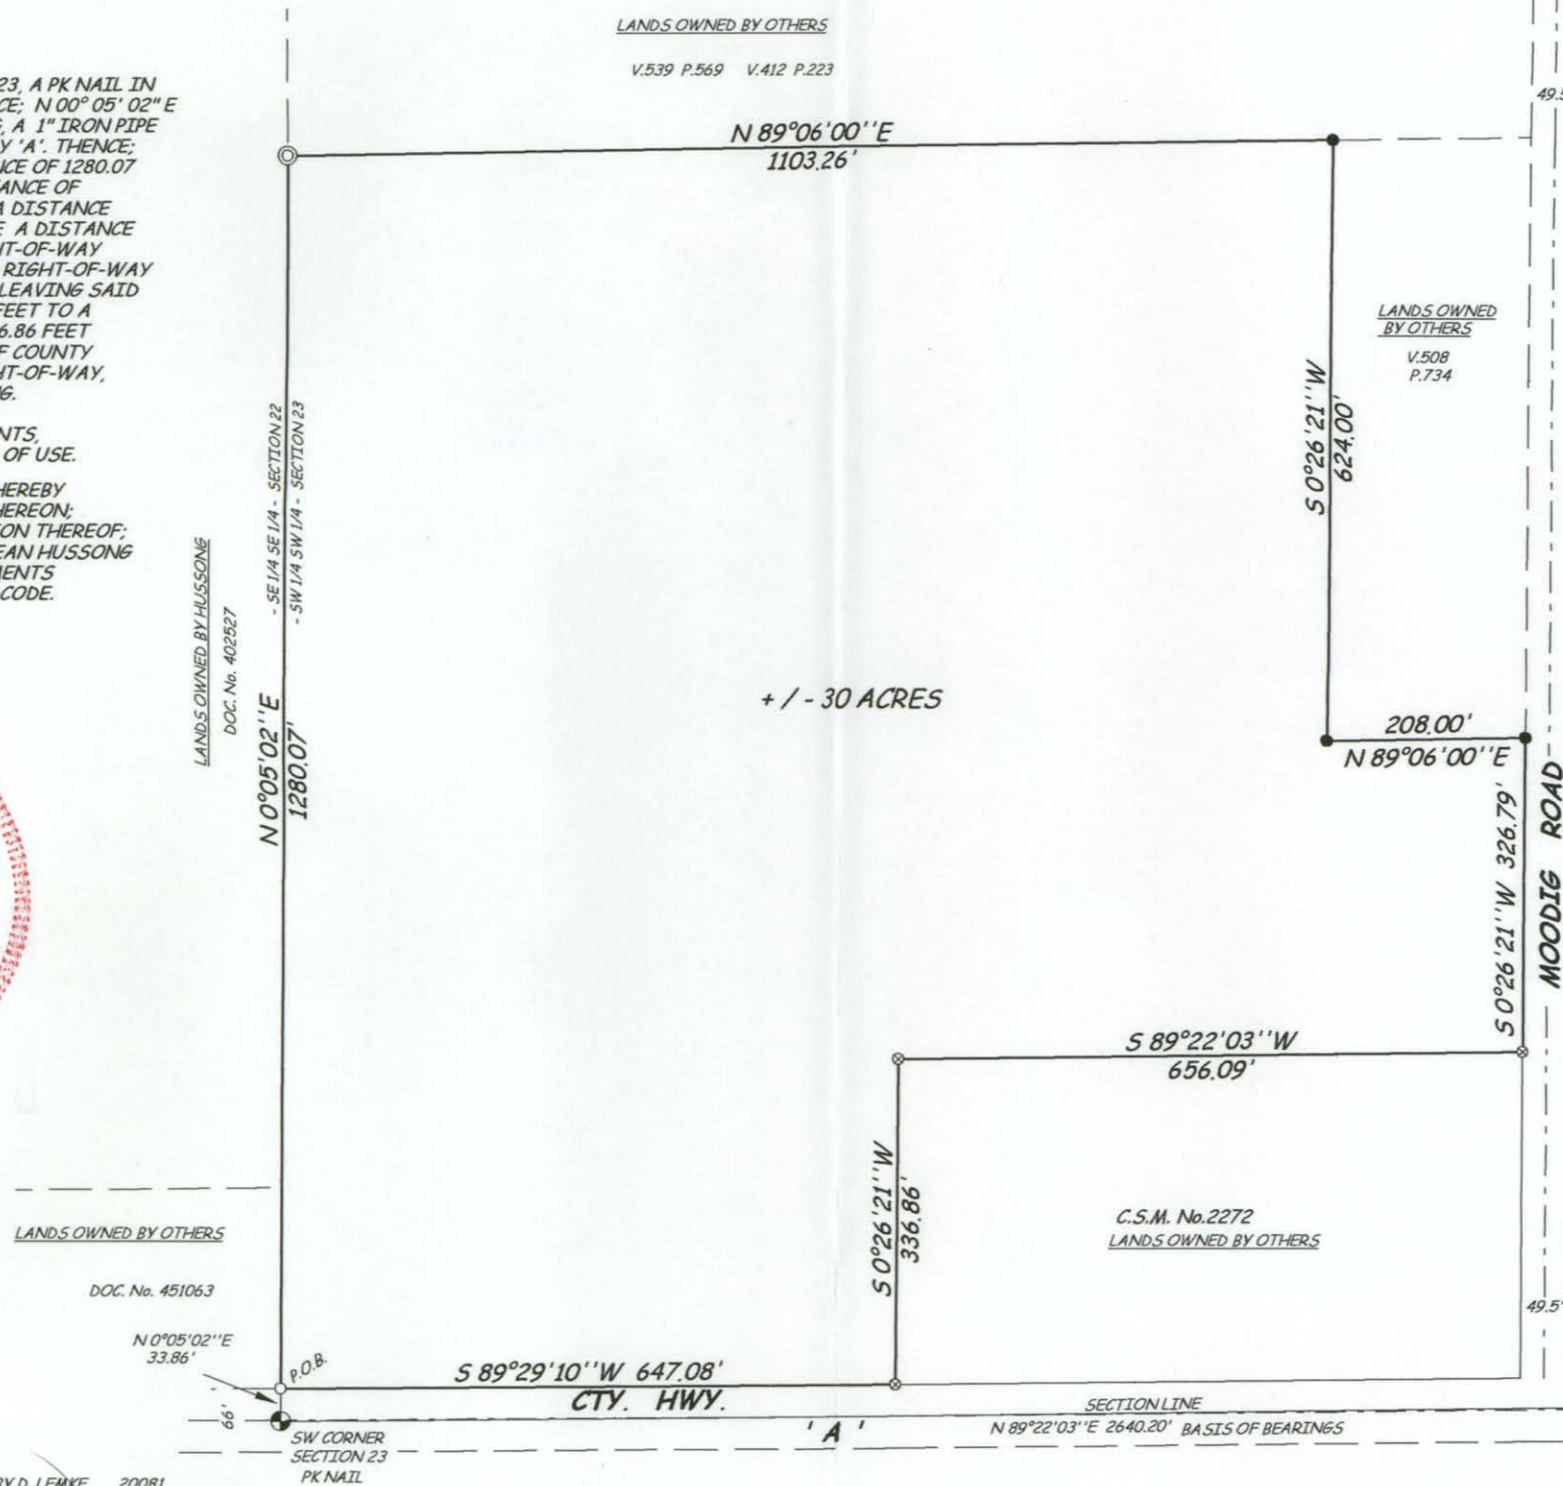 23, A PK NAIL IN
CE; N 00° 05' 02" E
, A 1" IRON PIPE
Y 'A'. THENCE;
NCE OF 1280.07
TANCE OF
A DISTANCE
E A DISTANCE
HT-OF-WAY
RIGHT-OF-WAY
LEAVING SAID
FEET TO A
6.86 FEET
F COUNTY
HT-OF-WAY,
G.
NTS,
OF USE.
HEREBY
HEREON;
ON THEREOF;
EAN HUSSONG
MENTS
CODE.
LANDS OWNED BY OTHERS
V.539 P.569 V.412 P.223
49.5
N 89°06'00''E
1103.26'
LANDS OWNED
BY OTHERS
V.508
P.734
S 0°26'21''W
624.00'
- SE 1/4 SE 1/4 - SECTION 22
- SW 1/4 SW 1/4 - SECTION 23
LANDS OWNED BY HUSSONG
DOC. No. 402527
N 0°05'02''E
1280.07'
+ / - 30 ACRES
208.00'
N 89°06'00''E
S 0°26'21''W 326.79'
MOODIG ROAD
S 89°22'03''W
656.09'
S 0°26'21''W
336.86'
C.S.M. No.2272
LANDS OWNED BY OTHERS
LANDS OWNED BY OTHERS
DOC. No. 451063
49.5'
N 0°05'02''E
33.86'
P.O.B.
S 89°29'10''W 647.08'
CTY. HWY.
'A'
SECTION LINE
N 89°22'03''E 2640.20' BASIS OF BEARINGS
66'
SW CORNER
SECTION 23
PK NAIL
BY D. LEMKE 20081